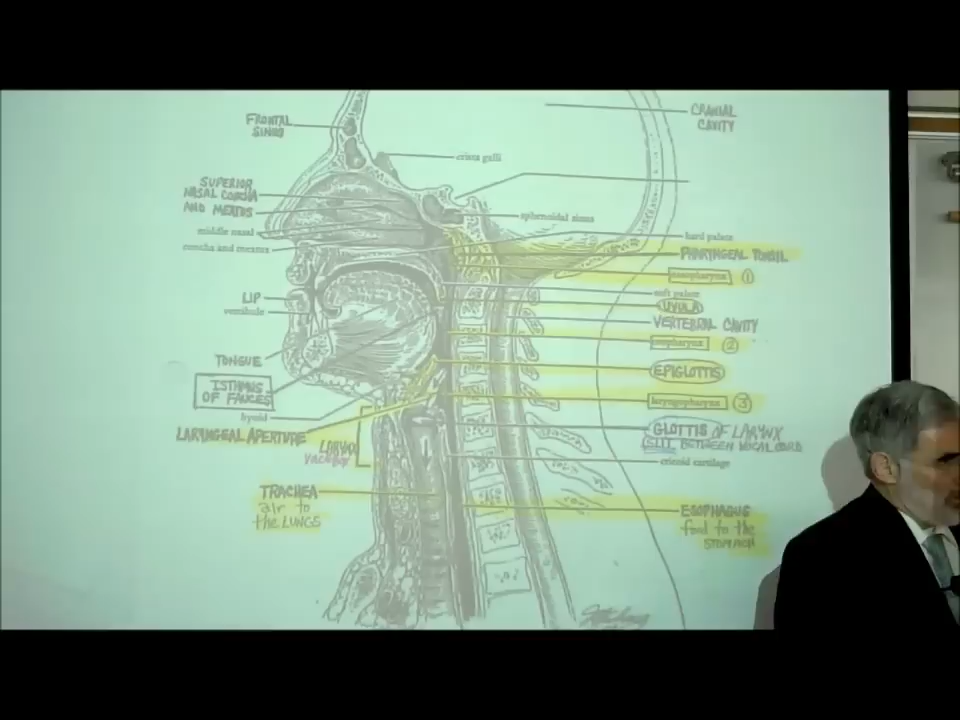 FRONTAL
SINUS
CRANIAL
CAVITY
crista galli
SUPERIOR
NASAL CONCHA
AND MEATUS
sphenoidal sinus
middle nasal
concha and meatus
hard palate
PHARINGEAL TONSIL
nasopharynx ①
soft palate
LIP
vestibule
UVULA
VERTEBRAL CAVITY
oropharynx ②
TONGUE
EPIGLOTTIS
ISTHMUS
OF FAUCES
laryngopharynx ③
hyoid
LARYNGEAL APERTURE
GLOTTIS OF LARYNX
SLIT BETWEEN VOCAL CORD
LARYNX
cricoid cartilage
TRACHEA
air to
the LUNGS
ESOPHAGUS
food to the
STOMACH